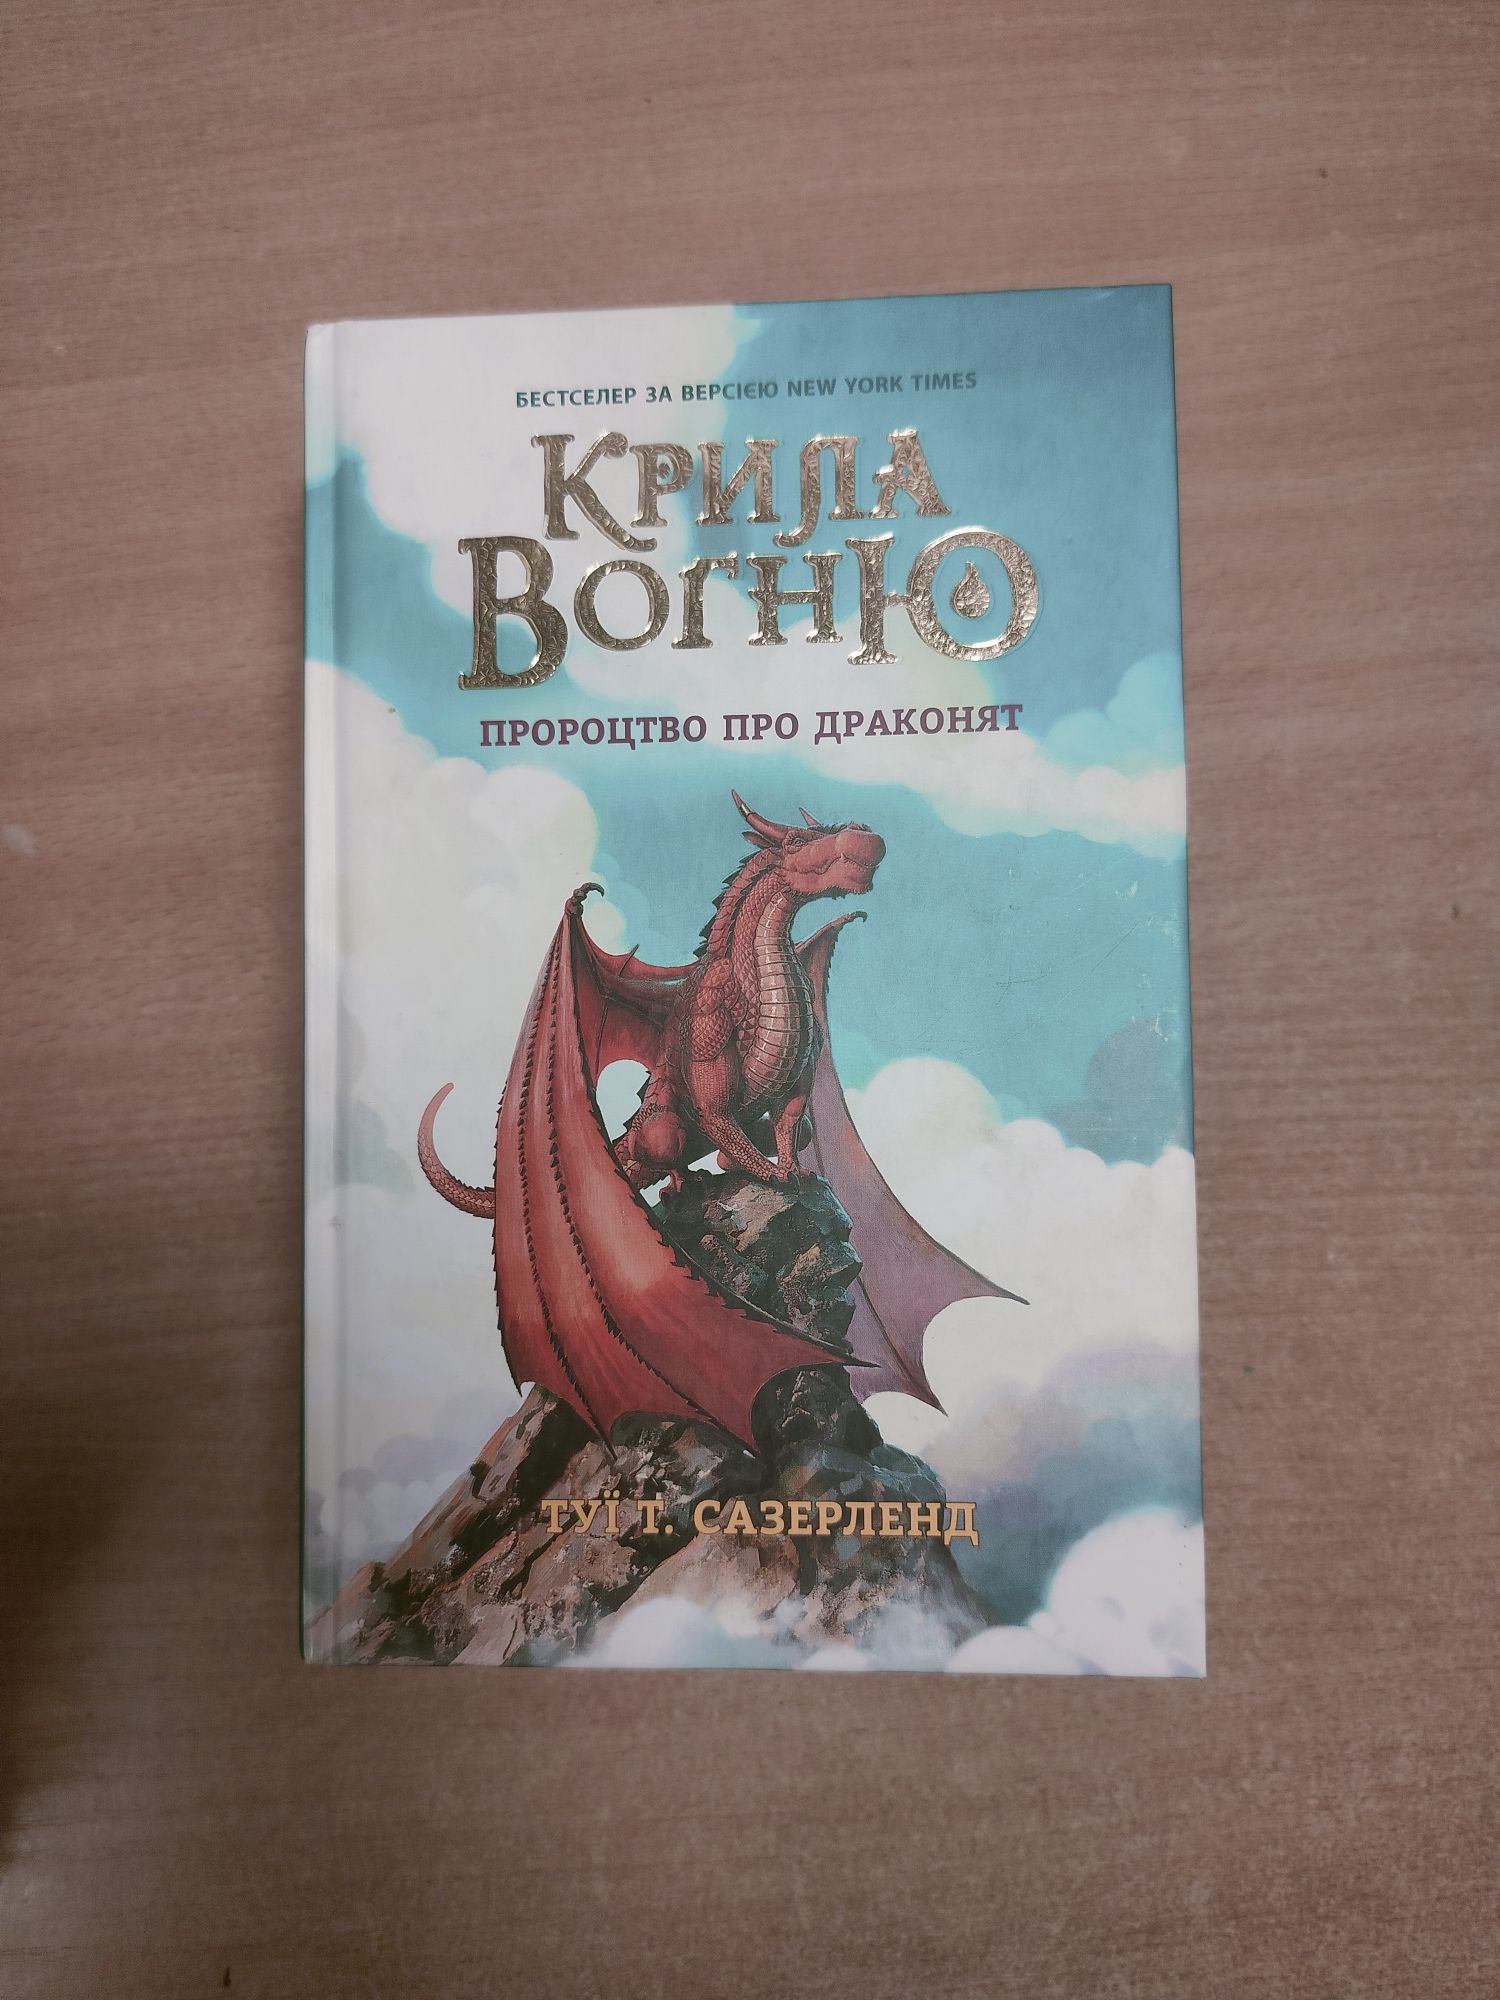 БЕСТСЕЛЕР ЗА ВЕРСІЄЮ NEW YORK TIMES
КРИЛА
ВОГНЮ
ПРОРОЦТВО ПРО ДРАКОНЯТ
ТУЇ Т. САЗЕРЛЕНД